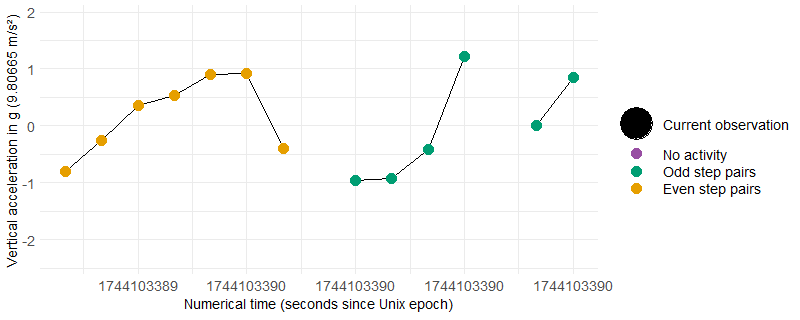 Vertical acceleration in g (9.80665 m/s²)
2
1
0
-1
-2
1744103389
1744103390
1744103390
1744103390
1744103390
Numerical time (seconds since Unix epoch)
Current observation
No activity
Odd step pairs
Even step pairs